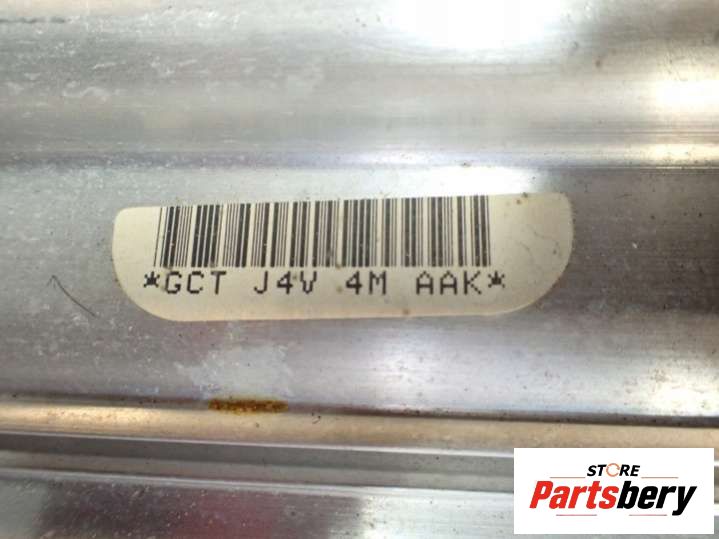 *GCT J4V 4M AAK*
STORE
Partsbery